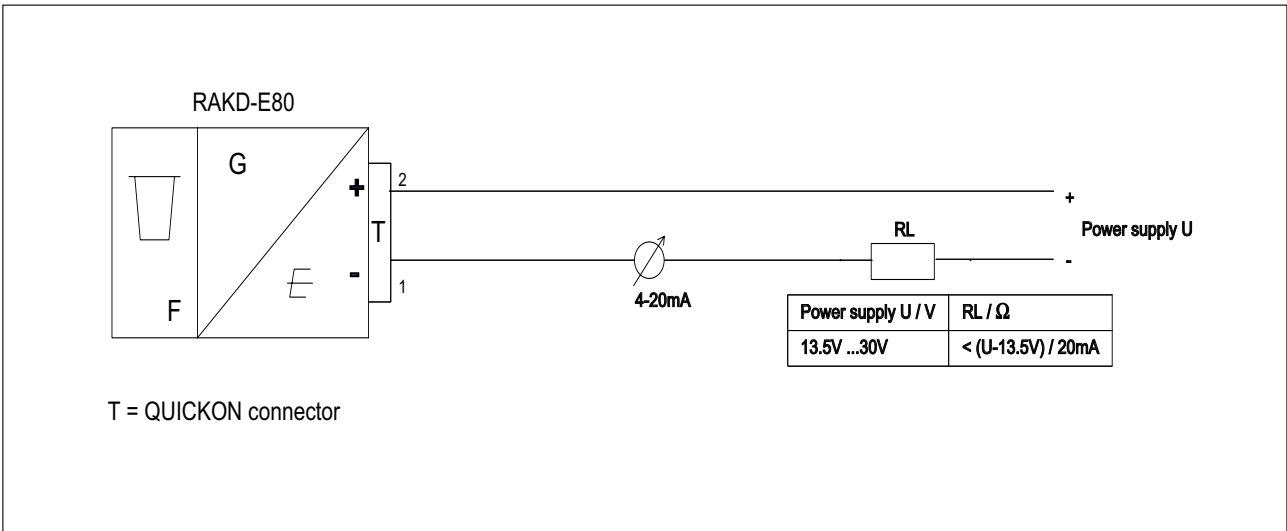 RAKD-E80
G
F
E
+
-
T
2
1
4-20mA
RL
+
Power supply U
-
Power supply U / V RL / Ω
13.5V ...30V < (U-13.5V) / 20mA
T = QUICKON connector